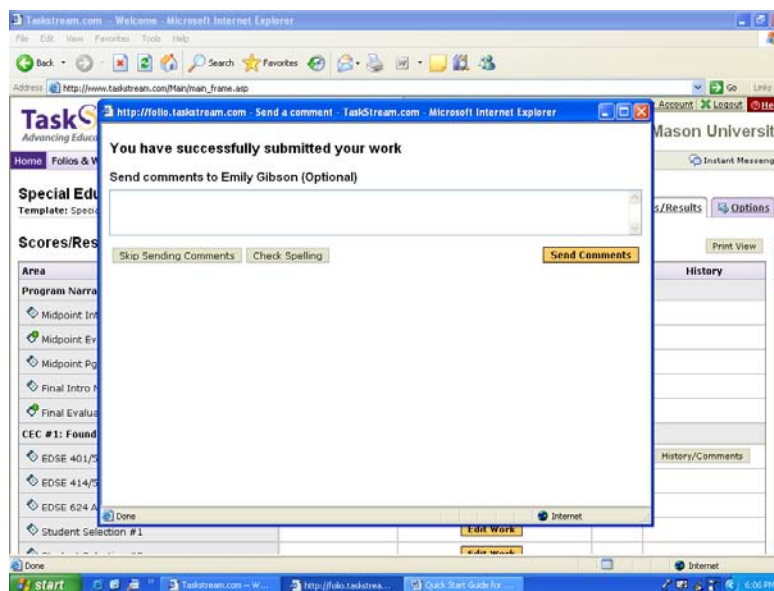 Taskstream.com -- Welcome - Microsoft Internet Explorer
File Edit View Favorites Tools Help
Back Search Favorites
Address http://www.taskstream.com/Main/main_frame.asp Go Links
Account Logout He
TaskS
Advancing Educa
Mason Universit
Home Folios & W
Instant Messeng
http://folio.taskstream.com - Send a comment - TaskStream.com - Microsoft Internet Explorer
You have successfully submitted your work
Send comments to Emily Gibson (Optional)
Skip Sending Comments Check Spelling Send Comments
Special Edu
Template: Specia
s/Results Options
Scores/Res
Print View
Area History
Program Narra
Midpoint Int
Midpoint Ev
Midpoint Pg
Final Intro N
Final Evalua
CEC #1: Found
EDSE 401/5 History/Comments
EDSE 414/5
EDSE 624 A
Done Internet
Student Selection #1 Edit Work
Edit Work
Done Internet
start Taskstream.com -- W... http://folio.taskstrea... Quick Start Guide for ... 6:06 PM